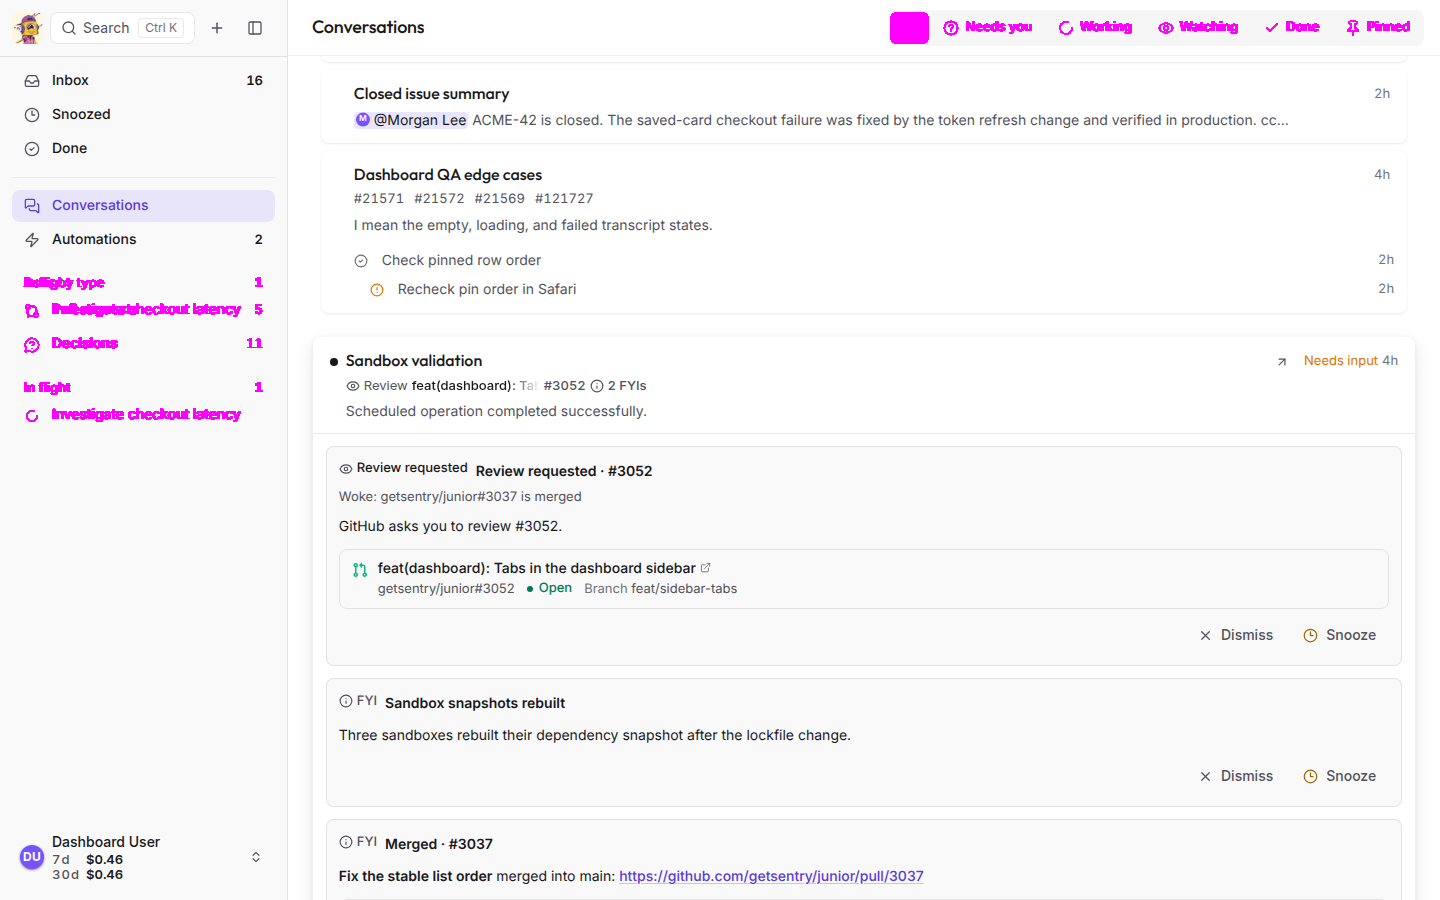 Search Ctrl K
Inbox 16
Snoozed
Done
Conversations
Automations 2
type 1
checkout latency 5
Decisions 11
In flight 1
Investigate checkout latency
Dashboard User
DU
7d $0.46
30d $0.46
Conversations
Needs you Working Watching Done Pinned
Closed issue summary 2h
M @Morgan Lee ACME-42 is closed. The saved-card checkout failure was fixed by the token refresh change and verified in production. cc...
Dashboard QA edge cases 4h
#21571 #21572 #21569 #121727
I mean the empty, loading, and failed transcript states.
Check pinned row order 2h
Recheck pin order in Safari 2h
Sandbox validation Needs input 4h
Review feat(dashboard): Ta #3052 2 FYIs
Scheduled operation completed successfully.
Review requested Review requested · #3052
Woke: getsentry/junior#3037 is merged
GitHub asks you to review #3052.
feat(dashboard): Tabs in the dashboard sidebar
getsentry/junior#3052 Open Branch feat/sidebar-tabs
Dismiss Snooze
FYI Sandbox snapshots rebuilt
Three sandboxes rebuilt their dependency snapshot after the lockfile change.
Dismiss Snooze
FYI Merged · #3037
Fix the stable list order merged into main: https://github.com/getsentry/junior/pull/3037